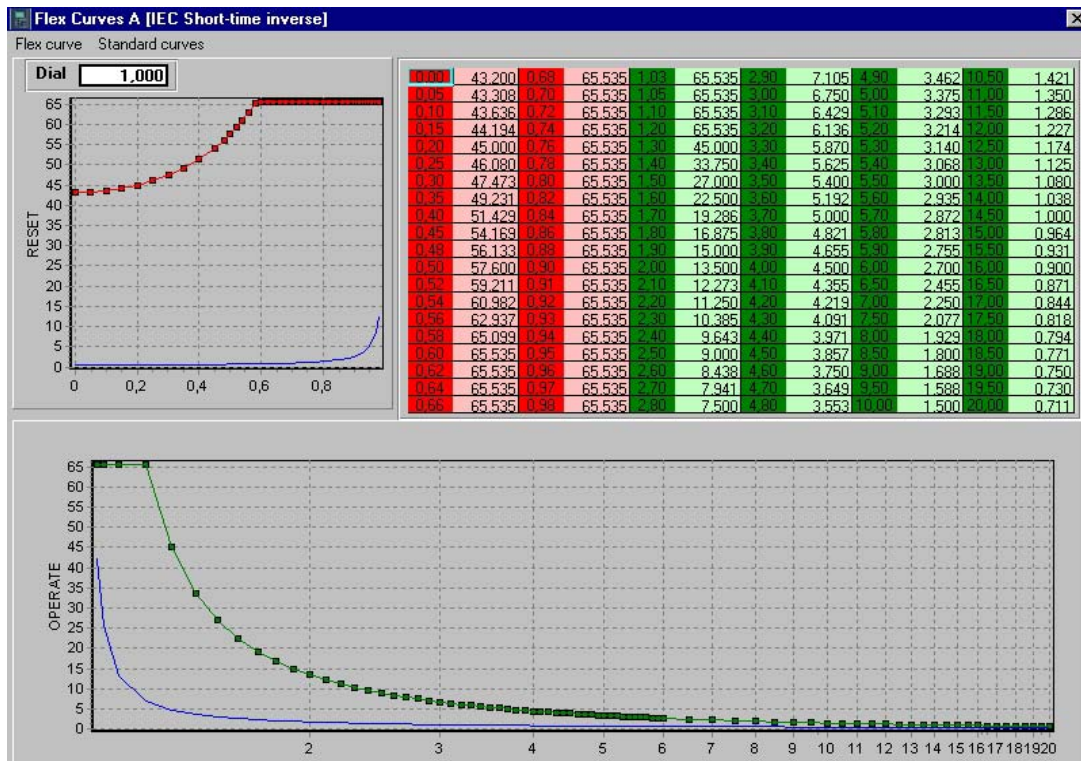 Flex Curves A [IEC Short-time inverse]
Flex curve Standard curves
Dial 1,000
65
60
55
50
45
40
35
30
25
20
15
10
5
0
RESET
0 0,2 0,4 0,6 0,8
0,00 43.200 0,68 65.535 1,03 65.535 2,90 7.105 4,90 3.462 10,50 1.421
0,05 43.308 0,70 65.535 1,05 65.535 3,00 6.750 5,00 3.375 11,00 1.350
0,10 43.636 0,72 65.535 1,10 65.535 3,10 6.429 5,10 3.293 11,50 1.286
0,15 44.194 0,74 65.535 1,20 65.535 3,20 6.136 5,20 3.214 12,00 1.227
0,20 45.000 0,76 65.535 1,30 45.000 3,30 5.870 5,30 3.140 12,50 1.174
0,25 46.080 0,78 65.535 1,40 33.750 3,40 5.625 5,40 3.068 13,00 1.125
0,30 47.473 0,80 65.535 1,50 27.000 3,50 5.400 5,50 3.000 13,50 1.080
0,35 49.231 0,82 65.535 1,60 22.500 3,60 5.192 5,60 2.935 14,00 1.038
0,40 51.429 0,84 65.535 1,70 19.286 3,70 5.000 5,70 2.872 14,50 1.000
0,45 54.169 0,86 65.535 1,80 16.875 3,80 4.821 5,80 2.813 15,00 0.964
0,48 56.133 0,88 65.535 1,90 15.000 3,90 4.655 5,90 2.755 15,50 0.931
0,50 57.600 0,90 65.535 2,00 13.500 4,00 4.500 6,00 2.700 16,00 0.900
0,52 59.211 0,91 65.535 2,10 12.273 4,10 4.355 6,50 2.455 16,50 0.871
0,54 60.982 0,92 65.535 2,20 11.250 4,20 4.219 7,00 2.250 17,00 0.844
0,56 62.937 0,93 65.535 2,30 10.385 4,30 4.091 7,50 2.077 17,50 0.818
0,58 65.099 0,94 65.535 2,40 9.643 4,40 3.971 8,00 1.929 18,00 0.794
0,60 65.535 0,95 65.535 2,50 9.000 4,50 3.857 8,50 1.800 18,50 0.771
0,62 65.535 0,96 65.535 2,60 8.438 4,60 3.750 9,00 1.688 19,00 0.750
0,64 65.535 0,97 65.535 2,70 7.941 4,70 3.649 9,50 1.588 19,50 0.730
0,66 65.535 0,98 65.535 2,80 7.500 4,80 3.553 10,00 1.500 20,00 0.711
65
60
55
50
45
40
35
30
25
20
15
10
5
0
OPERATE
2 3 4 5 6 7 8 9 10 11 12 13 14 15 16 17 18 19 20